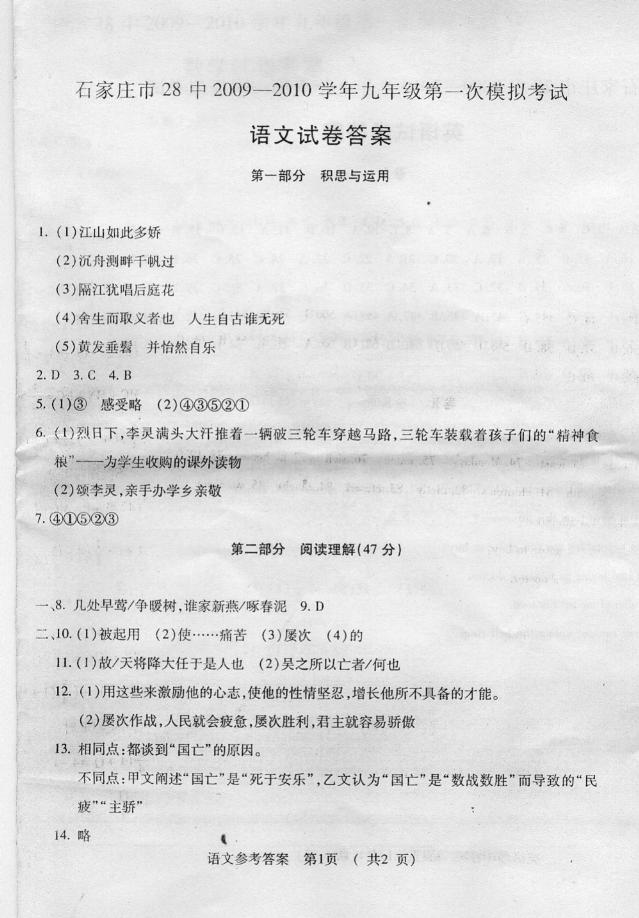 石家庄市28中2009—2010学年九年级第一次模拟考试
语文试卷答案
第一部分 积思与运用
1. (1)江山如此多娇
(2)沉舟测畔千帆过
(3)隔江犹唱后庭花
(4)舍生而取义者也 人生自古谁无死
(5)黄发垂髫 并怡然自乐
2. D 3. C 4. B
5. (1)③ 感受略 (2)④③⑤②①
6. (1)烈日下,李灵满头大汗推着一辆破三轮车穿越马路,三轮车装载着孩子们的“精神食
粮”——为学生收购的课外读物
(2)颂李灵,亲手办学乡亲敬
7. ④①⑤②③
第二部分 阅读理解(47分)
一、8. 几处早莺/争暖树,谁家新燕/啄春泥 9. D
二、10. (1)被起用 (2)使……痛苦 (3)屡次 (4)的
11. (1)故/天将降大任于是人也 (2)吴之所以亡者/何也
12. (1)用这些来激励他的心志,使他的性情坚忍,增长他所不具备的才能。
(2)屡次作战,人民就会疲惫,屡次胜利,君主就容易骄傲
13. 相同点:都谈到“国亡”的原因。
不同点:甲文阐述“国亡”是“死于安乐”,乙文认为“国亡”是“数战数胜”而导致的“民
疲”“主骄”
14. 略
语文参考答案 第1页 ( 共2 页)